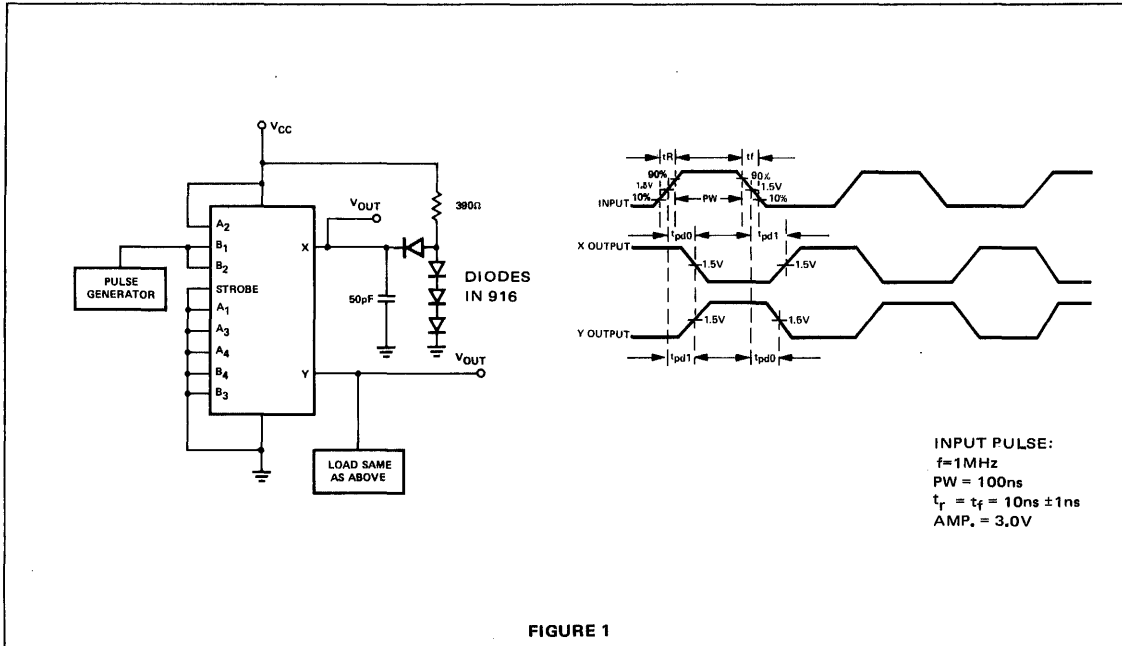 VCC
390Ω
VOUT
A2
B1
B2
STROBE
A1
A3
A4
B4
B3
X
Y
PULSE
GENERATOR
50pF
DIODES
IN 916
VOUT
LOAD SAME
AS ABOVE
tR
tf
90%
1.5V
10%
90%
1.5V
10%
PW
INPUT
tpd0
tpd1
X OUTPUT
1.5V
1.5V
Y OUTPUT
1.5V
1.5V
tpd1
tpd0
INPUT PULSE:
f=1MHz
PW = 100ns
tr = tf = 10ns ±1ns
AMP. = 3.0V
FIGURE 1